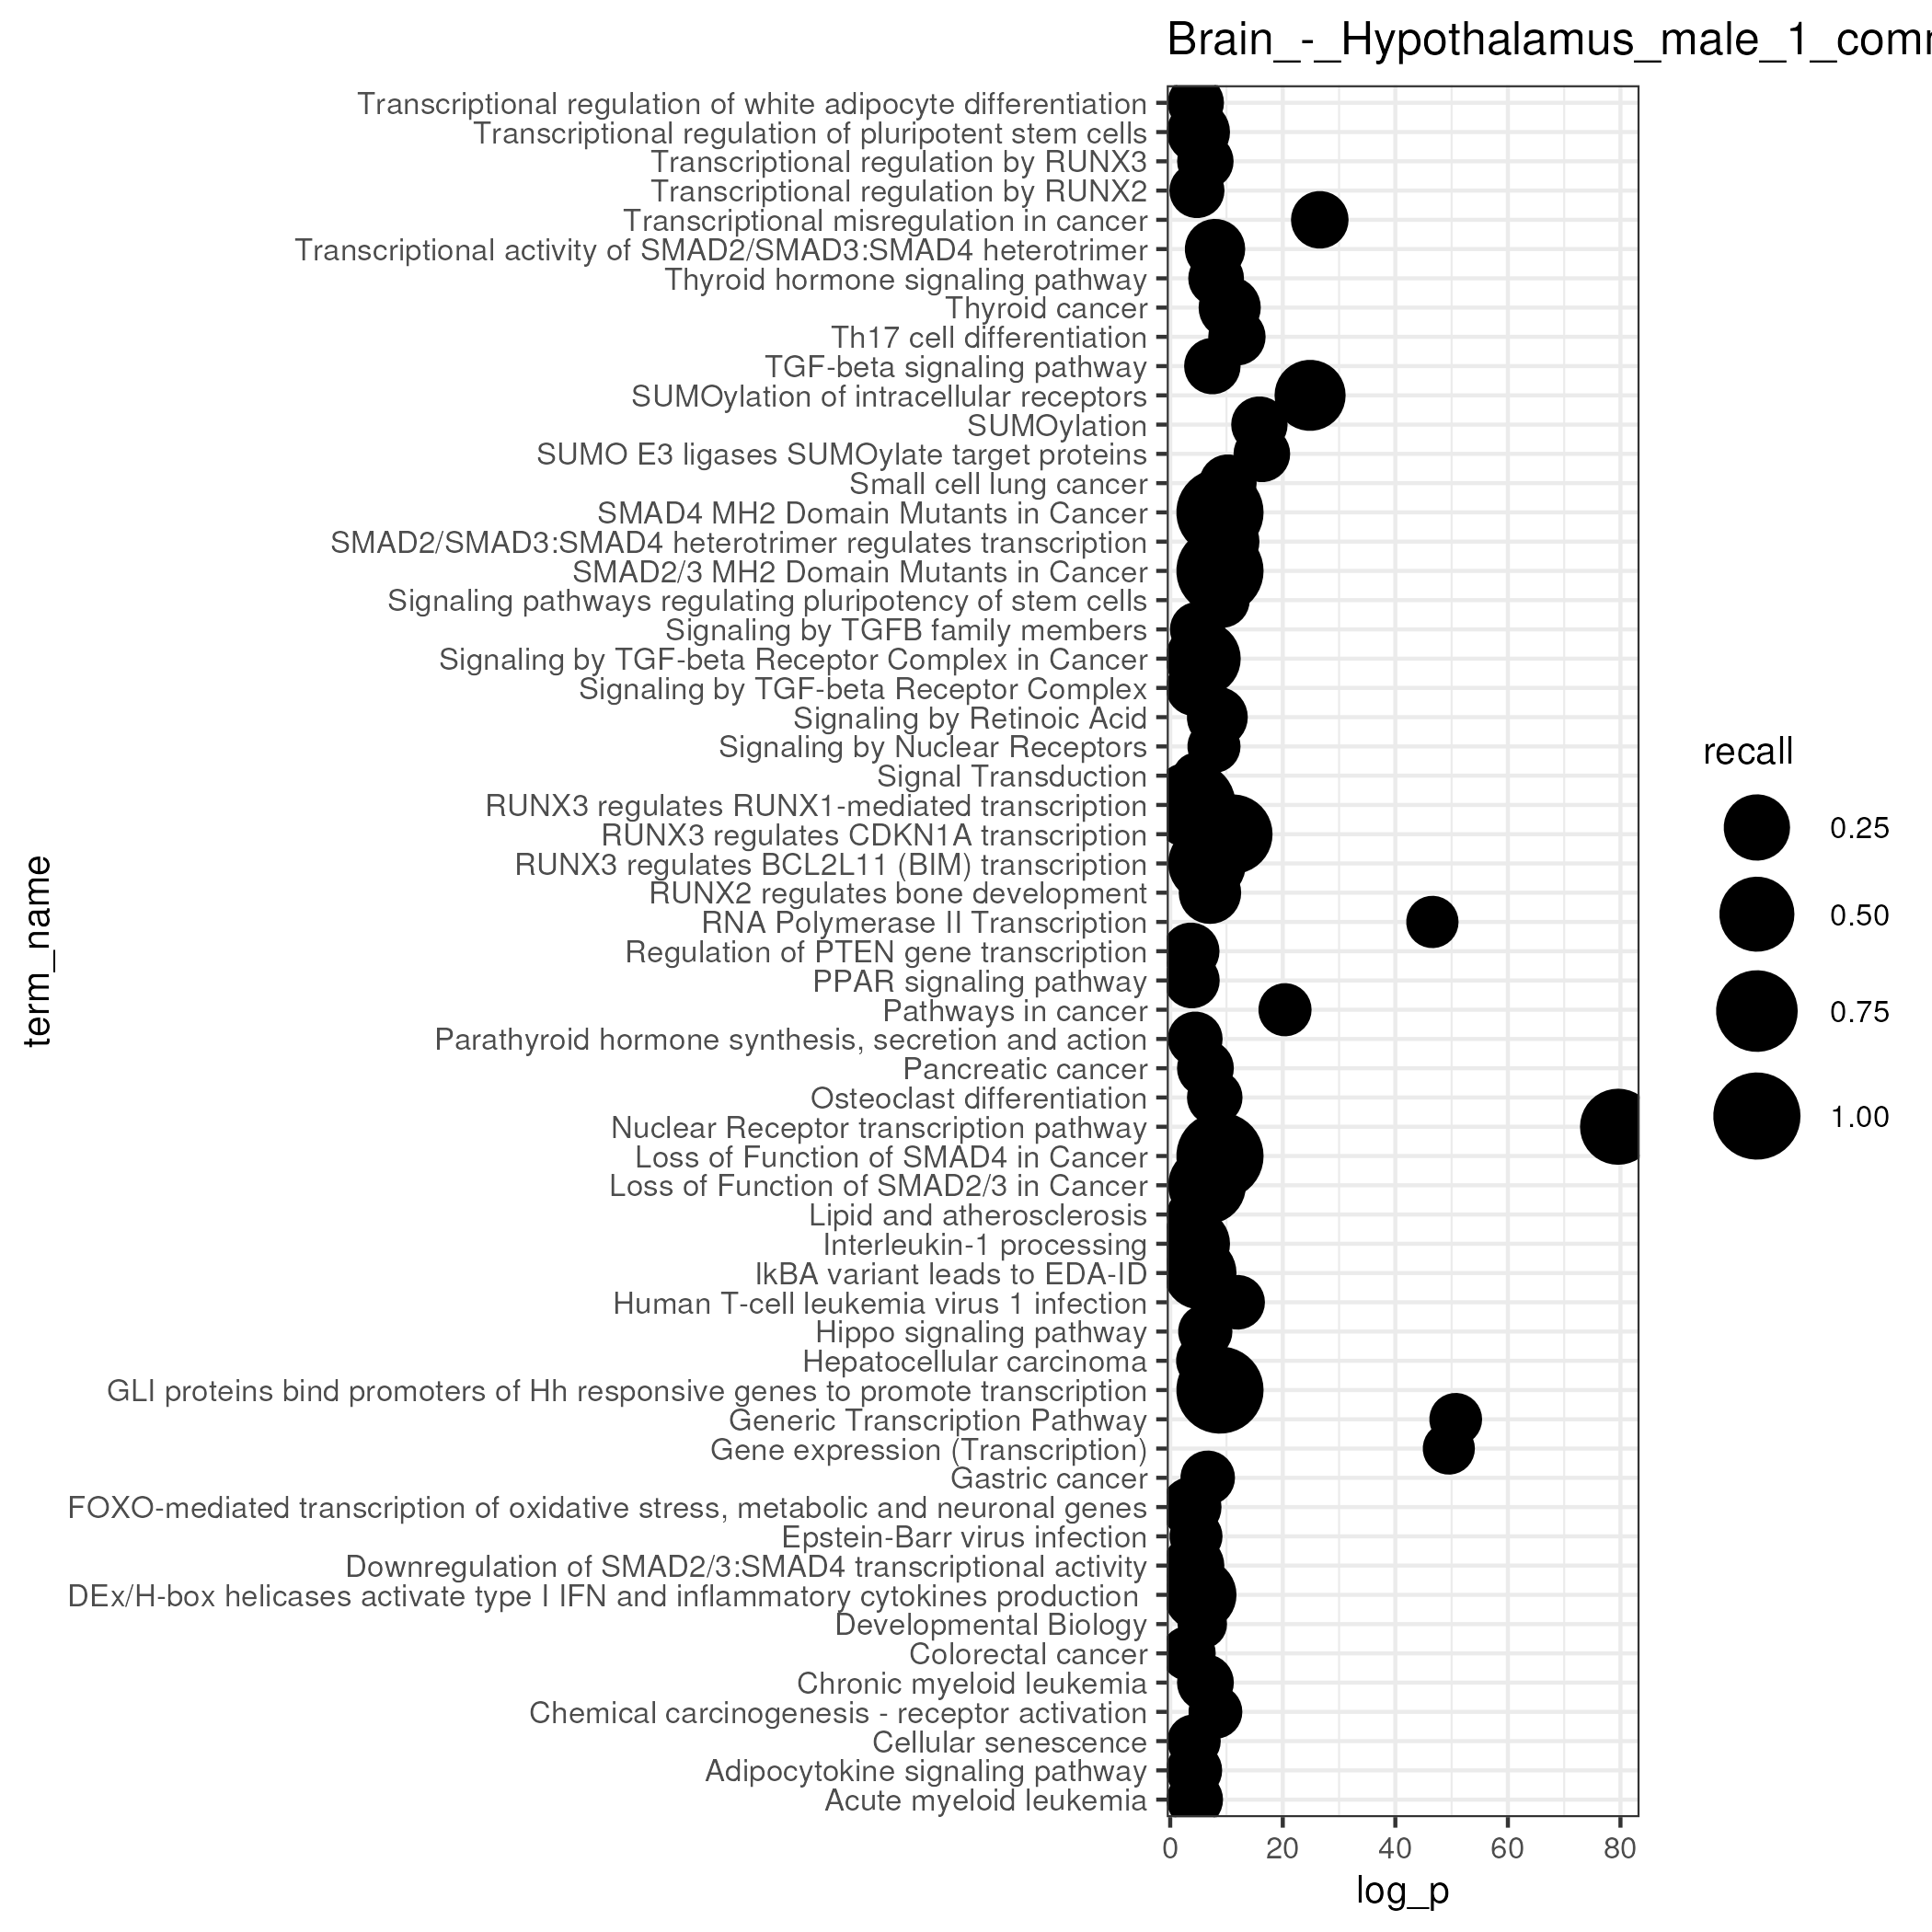 Brain_-_Hypothalamus_male_1_com
Transcriptional regulation of white adipocyte differentiation
Transcriptional regulation of pluripotent stem cells
Transcriptional regulation by RUNX3
Transcriptional regulation by RUNX2
Transcriptional misregulation in cancer
Transcriptional activity of SMAD2/SMAD3:SMAD4 heterotrimer
Thyroid hormone signaling pathway
Thyroid cancer
Th17 cell differentiation
TGF-beta signaling pathway
SUMOylation of intracellular receptors
SUMOylation
SUMO E3 ligases SUMOylate target proteins
Small cell lung cancer
SMAD4 MH2 Domain Mutants in Cancer
SMAD2/SMAD3:SMAD4 heterotrimer regulates transcription
SMAD2/3 MH2 Domain Mutants in Cancer
Signaling pathways regulating pluripotency of stem cells
Signaling by TGFB family members
Signaling by TGF-beta Receptor Complex in Cancer
Signaling by TGF-beta Receptor Complex
Signaling by Retinoic Acid
Signaling by Nuclear Receptors
Signal Transduction
RUNX3 regulates RUNX1-mediated transcription
RUNX3 regulates CDKN1A transcription
RUNX3 regulates BCL2L11 (BIM) transcription
RUNX2 regulates bone development
RNA Polymerase II Transcription
Regulation of PTEN gene transcription
PPAR signaling pathway
Pathways in cancer
Parathyroid hormone synthesis, secretion and action
Pancreatic cancer
Osteoclast differentiation
Nuclear Receptor transcription pathway
Loss of Function of SMAD4 in Cancer
Loss of Function of SMAD2/3 in Cancer
Lipid and atherosclerosis
Interleukin-1 processing
IkBA variant leads to EDA-ID
Human T-cell leukemia virus 1 infection
Hippo signaling pathway
Hepatocellular carcinoma
GLI proteins bind promoters of Hh responsive genes to promote transcription
Generic Transcription Pathway
Gene expression (Transcription)
Gastric cancer
FOXO-mediated transcription of oxidative stress, metabolic and neuronal genes
Epstein-Barr virus infection
Downregulation of SMAD2/3:SMAD4 transcriptional activity
DEx/H-box helicases activate type I IFN and inflammatory cytokines production
Developmental Biology
Colorectal cancer
Chronic myeloid leukemia
Chemical carcinogenesis - receptor activation
Cellular senescence
Adipocytokine signaling pathway
Acute myeloid leukemia
term_name
0 20 40 60 80
log_p
recall
0.25
0.50
0.75
1.00